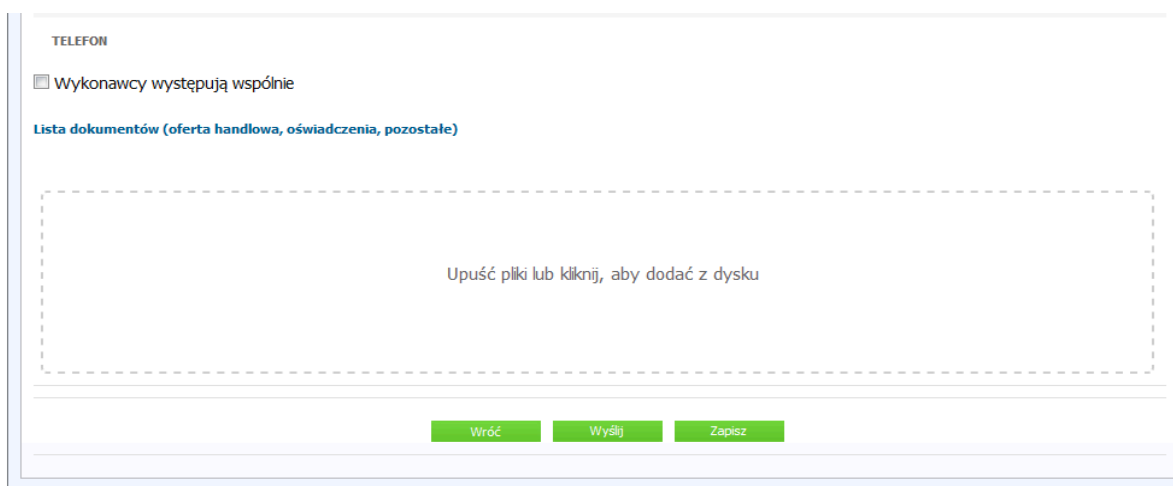 TELEFON
Wykonawcy występują wspólnie
Lista dokumentów (oferta handlowa, oświadczenia, pozostałe)
Upuść pliki lub kliknij, aby dodać z dysku
Wróć Wyślij Zapisz